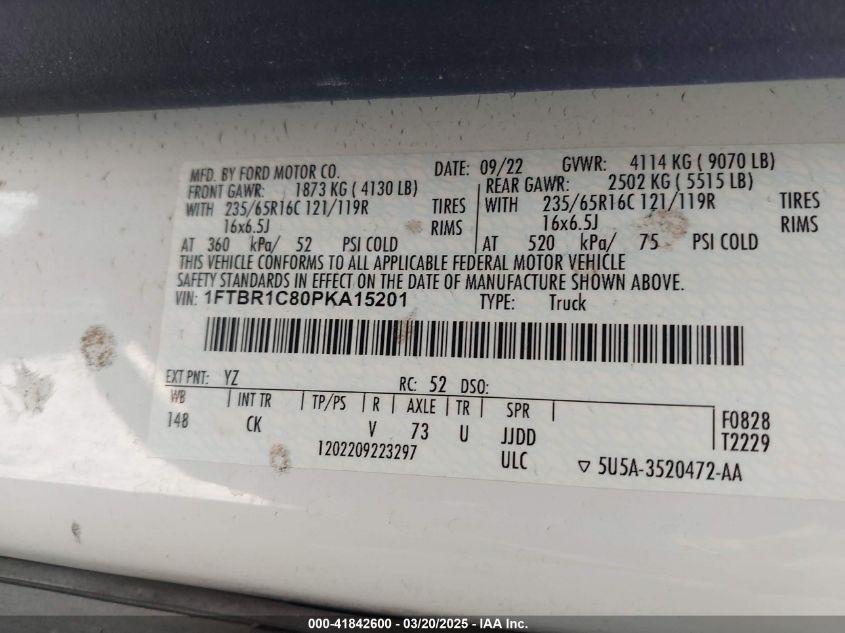 MFD. BY FORD MOTOR CO. DATE: 09/22 GVWR: 4114 KG ( 9070 LB)
FRONT GAWR: 1873 KG ( 4130 LB) REAR GAWR: 2502 KG ( 5515 LB)
WITH 235/65R16C 121/119R TIRES WITH 235/65R16C 121/119R TIRES
16x6.5J RIMS 16x6.5J RIMS
AT 360 kPa/ 52 PSI COLD AT 520 kPa/ 75 PSI COLD
THIS VEHICLE CONFORMS TO ALL APPLICABLE FEDERAL MOTOR VEHICLE
SAFETY STANDARDS IN EFFECT ON THE DATE OF MANUFACTURE SHOWN ABOVE.
VIN: 1FTBR1C80PKA15201 TYPE: Truck
EXT PNT: YZ RC: 52 DSO:
WB INT TR TP/PS R AXLE TR SPR F0828
148 CK V 73 U JJDD T2229
1202209223297 ULC ▽ 5U5A-3520472-AA
000-41842600 - 03/20/2025 - IAA Inc.